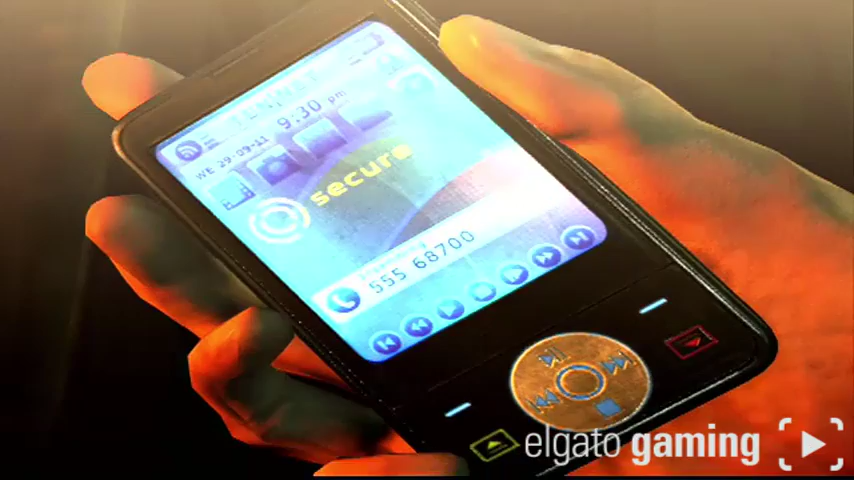 9:30 pm
WE 29-09-11
secure
555 68700
elgato gaming